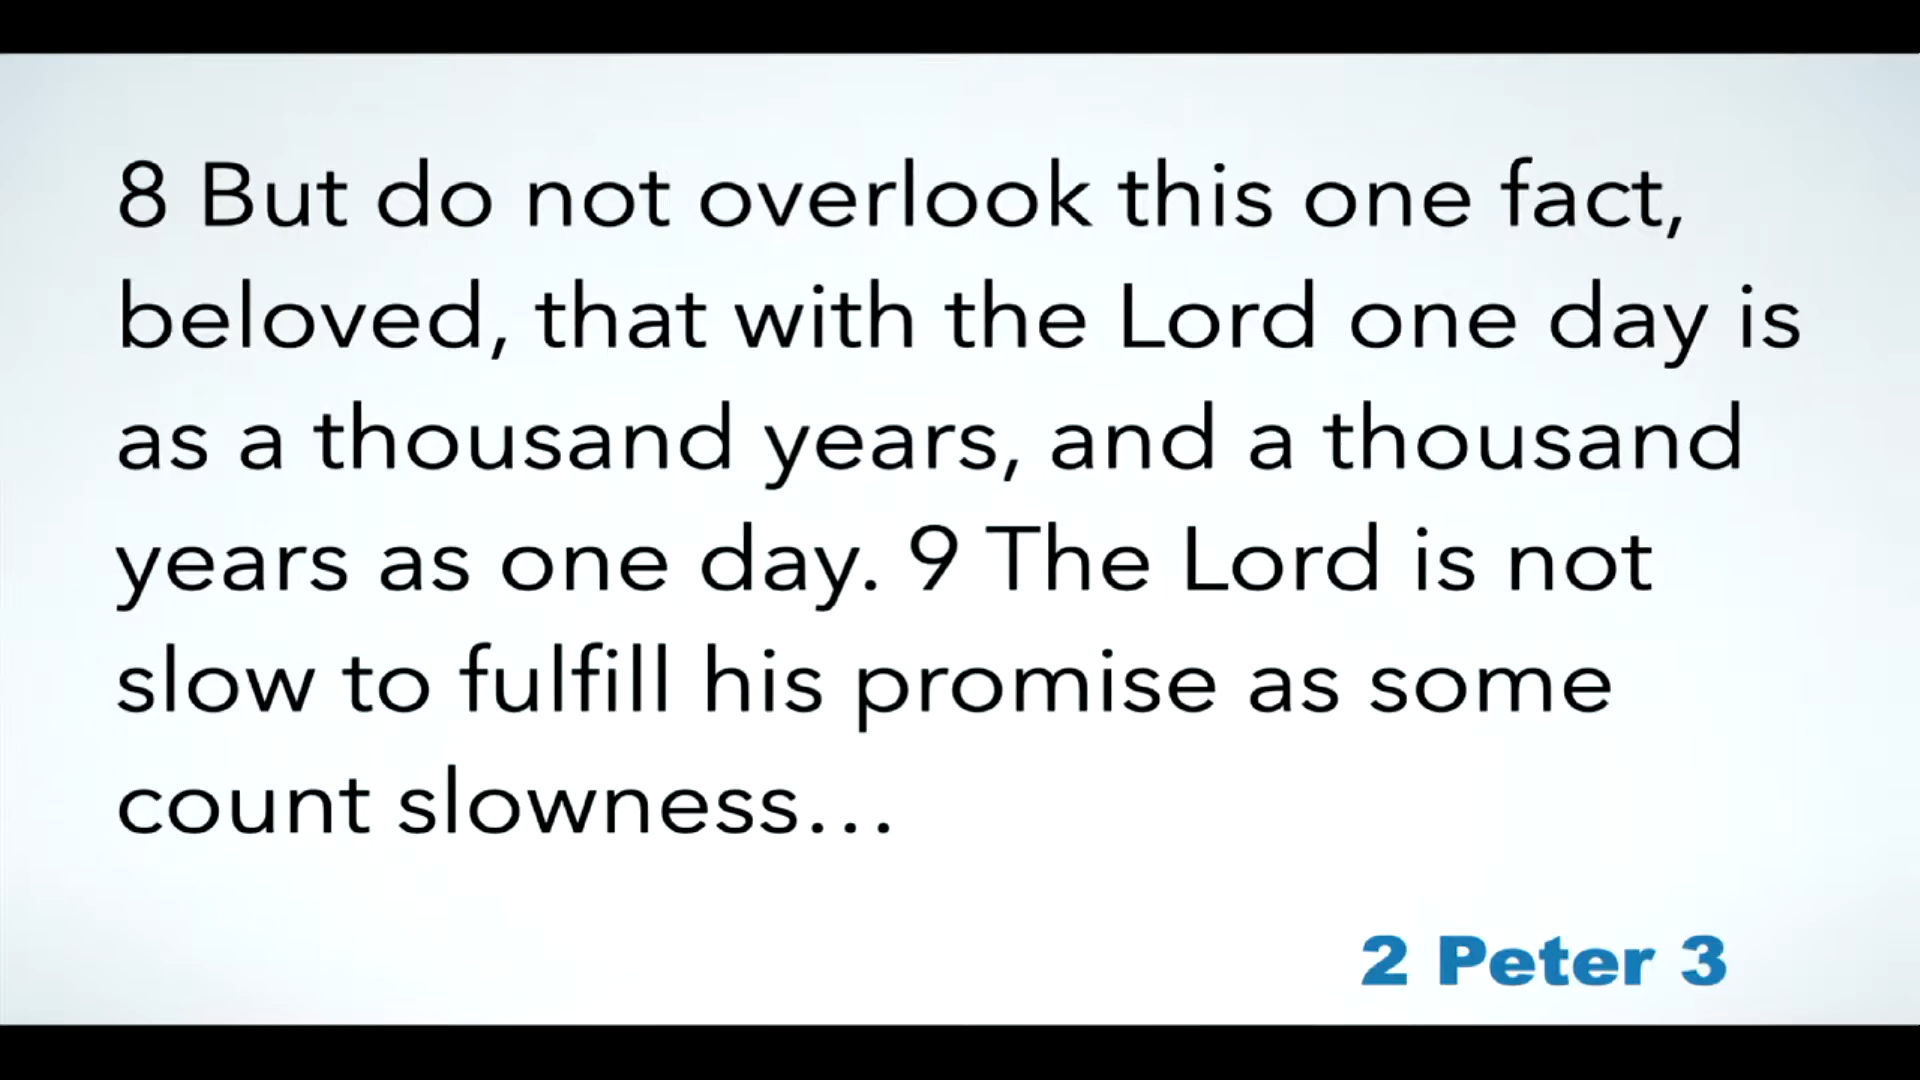 8 But do not overlook this one fact,
beloved, that with the Lord one day is
as a thousand years, and a thousand
years as one day. 9 The Lord is not
slow to fulfill his promise as some
count slowness…
2 Peter 3